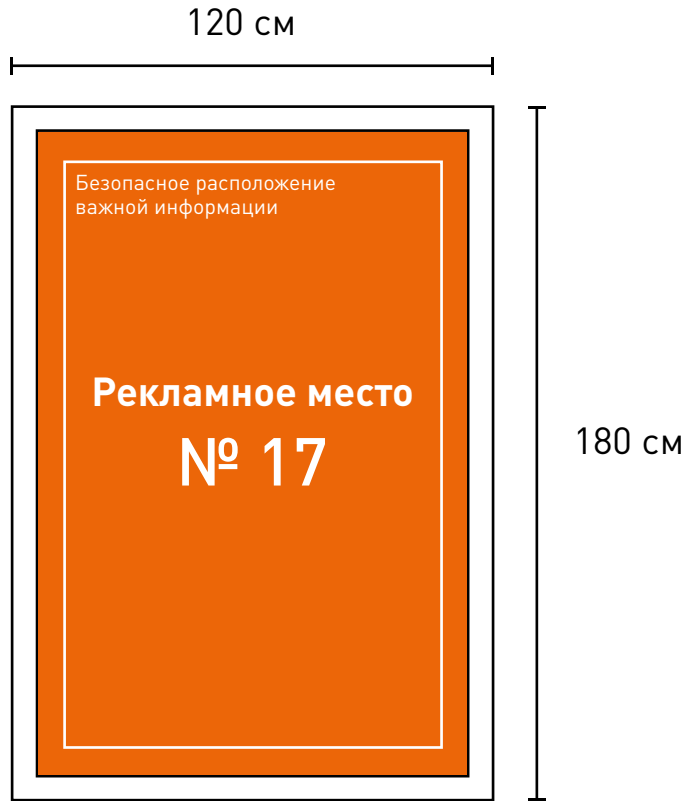 120 см
Безопасное расположение
важной информации
Рекламное место
№ 17
180 см